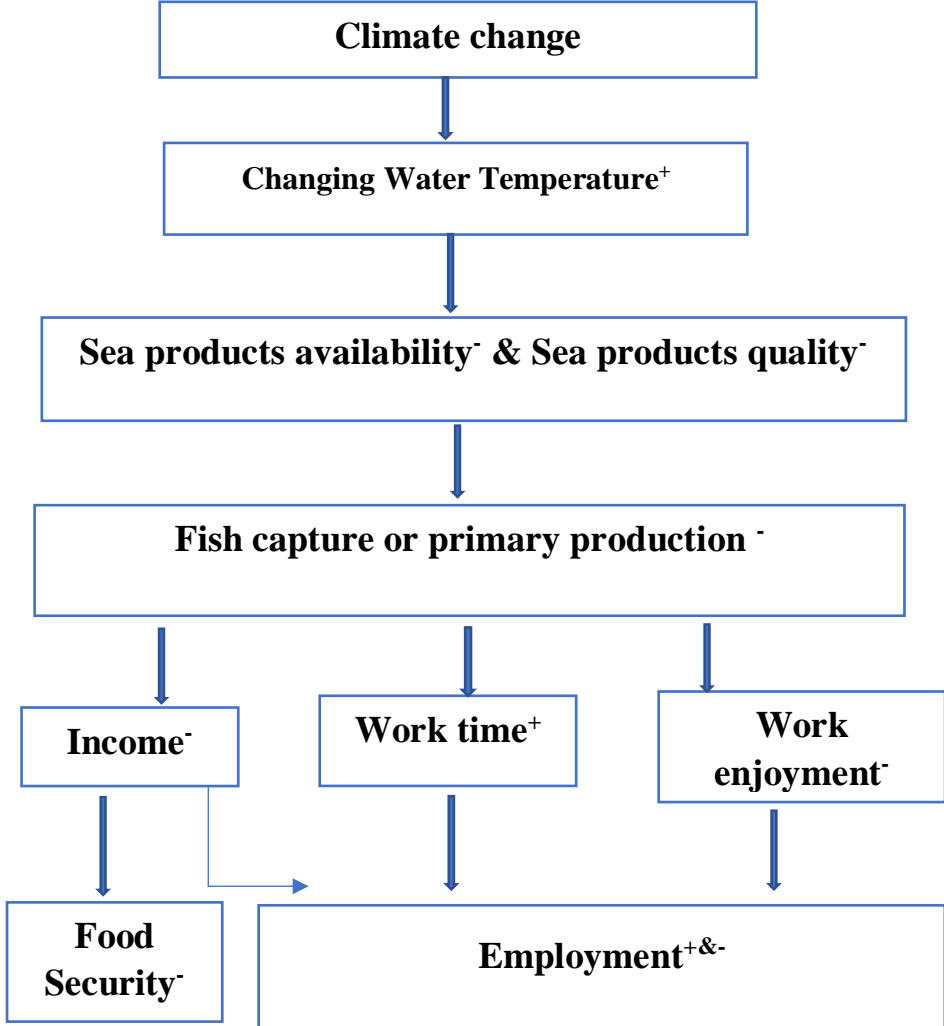 Climate change
Changing Water Temperature⁺
Sea products availability⁻ & Sea products quality⁻
Fish capture or primary production ⁻
Income⁻
Work time⁺
Work
enjoyment⁻
Food
Security⁻
Employment⁺&⁻